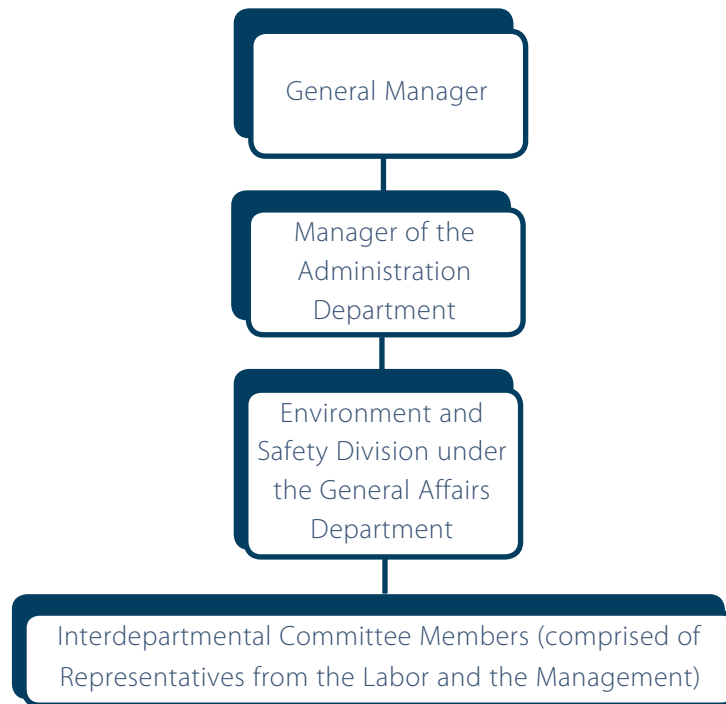 General Manager
Manager of the
Administration
Department
Environment and
Safety Division under
the General Affairs
Department
Interdepartmental Committee Members (comprised of
Representatives from the Labor and the Management)